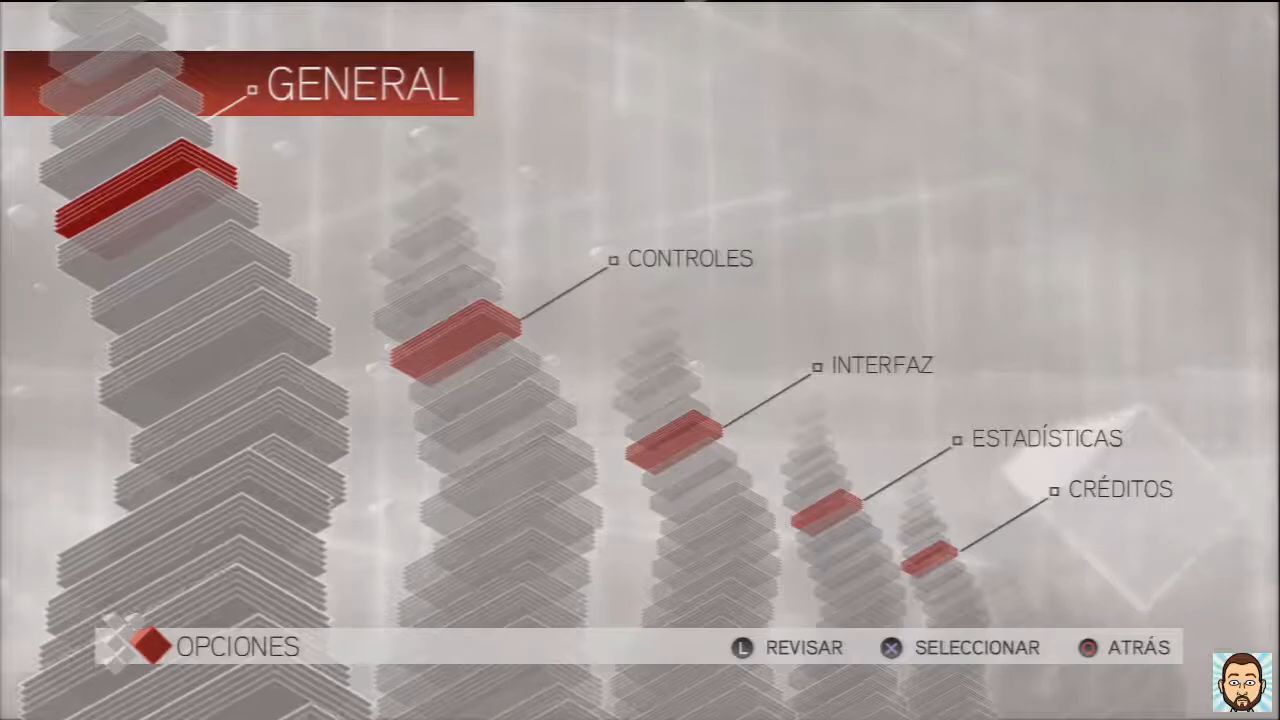 GENERAL
CONTROLES
INTERFAZ
ESTADÍSTICAS
CRÉDITOS
OPCIONES
L REVISAR
SELECCIONAR
ATRÁS